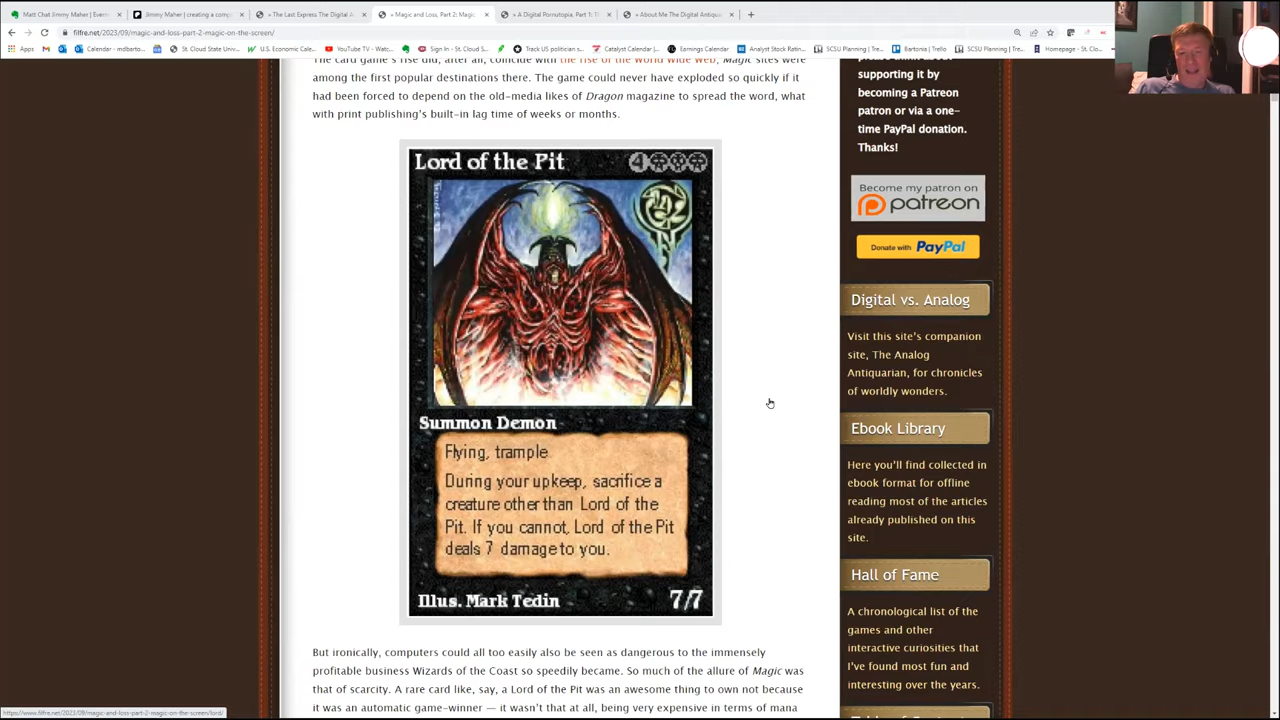 Matt Chat Jimmy Maher | Evern
Jimmy Maher | creating a comp
» The Last Express The Digital A
» Magic and Loss, Part 2: Magic
» A Digital Pornutopia, Part 1: Th
» About Me The Digital Antiqua
filfre.net/2023/09/magic-and-loss-part-2-magic-on-the-screen/
Apps
Calendar - mdbarto...
St. Cloud State Univ...
U.S. Economic Cale...
YouTube TV - Watc...
Sign In - St. Cloud S...
Track US politician s...
Catalyst Calendar |...
Earnings Calendar
Analyst Stock Ratin...
SCSU Planning | Tre...
Bartonia | Trello
SCSU Planning | Tre...
Homepage - St. Clo...
The card game's rise did, after all, coincide with the rise of the World Wide Web; Magic sites were
among the first popular destinations there. The game could never have exploded so quickly if it
had been forced to depend on the old-media likes of Dragon magazine to spread the word, what
with print publishing's built-in lag time of weeks or months.
Lord of the Pit
4
Summon Demon
Flying, trample
During your upkeep, sacrifice a
creature other than Lord of the
Pit. If you cannot, Lord of the Pit
deals 7 damage to you.
Illus. Mark Tedin
7/7
But ironically, computers could all too easily also be seen as dangerous to the immensely
profitable business Wizards of the Coast so speedily became. So much of the allure of Magic was
that of scarcity. A rare card like, say, a Lord of the Pit was an awesome thing to own not because
it was an automatic game-winner — it wasn't that at all, being very expensive in terms of mana
please think about
supporting it by
becoming a Patreon
patron or via a one-
time PayPal donation.
Thanks!
Become my patron on
patreon
Donate with PayPal
Digital vs. Analog
Visit this site's companion
site, The Analog
Antiquarian, for chronicles
of worldly wonders.
Ebook Library
Here you'll find collected in
ebook format for offline
reading most of the articles
already published on this
site.
Hall of Fame
A chronological list of the
games and other
interactive curiosities that
I've found most fun and
interesting over the years.
https://www.filfre.net/2023/09/magic-and-loss-part-2-magic-on-the-screen/lord/